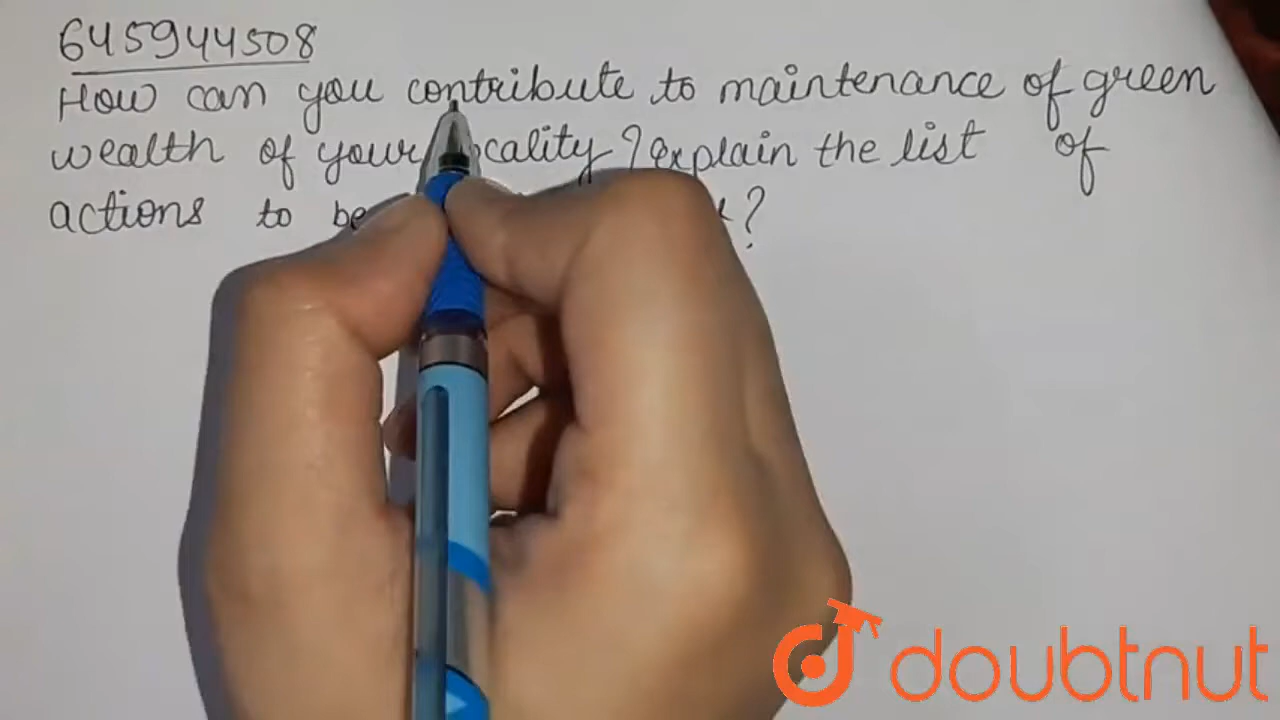 645944508
How can you contribute to maintenance of green
wealth of your ocality? explain the list of
actions to be ?
doubtnut